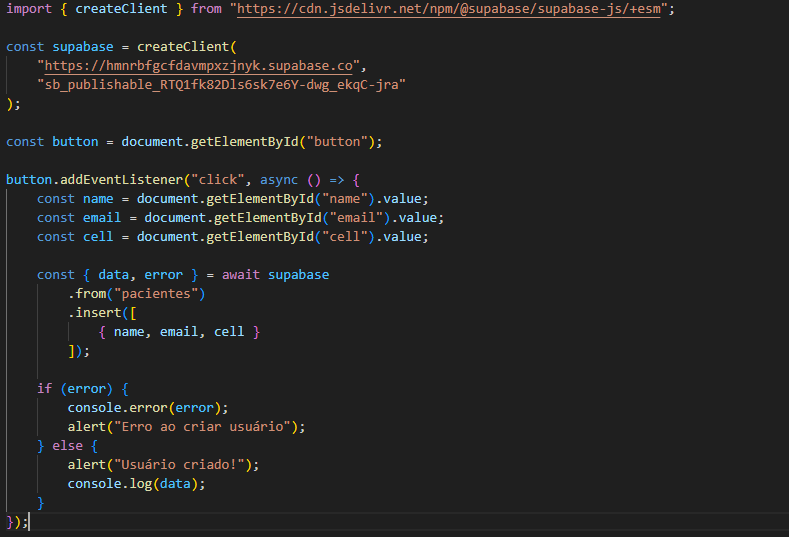 import { createClient } from "https://cdn.jsdelivr.net/npm/@supabase/supabase-js/+esm";
const supabase = createClient(
"https://hmnrbfgcfdavmpxzjnyk.supabase.co",
"sb_publishable_RTQ1fk82Dls6sk7e6Y-dwg_ekqC-jra"
);
const button = document.getElementById("button");
button.addEventListener("click", async () => {
const name = document.getElementById("name").value;
const email = document.getElementById("email").value;
const cell = document.getElementById("cell").value;
const { data, error } = await supabase
.from("pacientes")
.insert([
{ name, email, cell }
]);
if (error) {
console.error(error);
alert("Erro ao criar usuário");
} else {
alert("Usuário criado!");
console.log(data);
}
});